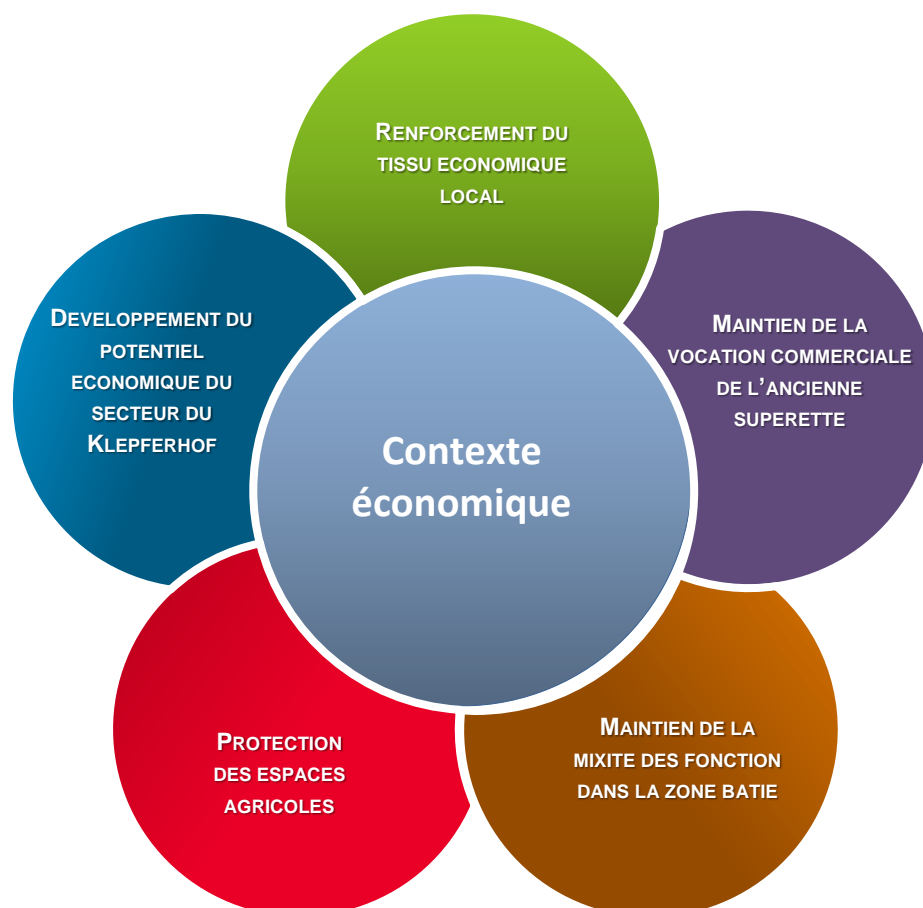 RENFORCEMENT DU
TISSU ECONOMIQUE
LOCAL
DEVELOPPEMENT DU
POTENTIEL
ECONOMIQUE DU
SECTEUR DU
KLEPFERHOF
MAINTIEN DE LA
VOCATION COMMERCIALE
DE L'ANCIENNE
SUPERETTE
Contexte
économique
PROTECTION
DES ESPACES
AGRICOLES
MAINTIEN DE LA
MIXITE DES FONCTION
DANS LA ZONE BATIE